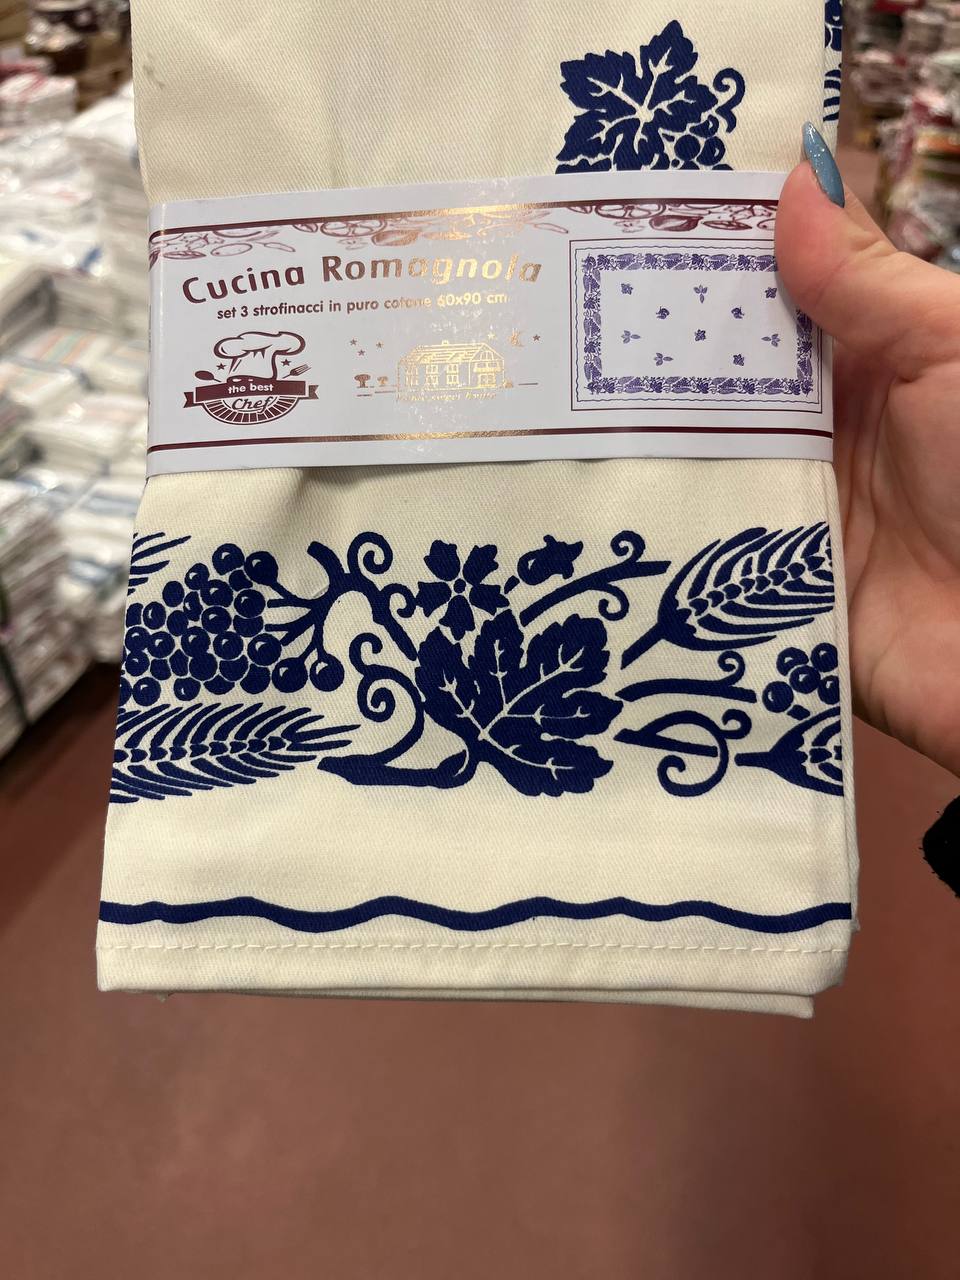 Cucina Romagnola
set 3 strofinacci in puro cotone 60x90 cm
the best
Chef